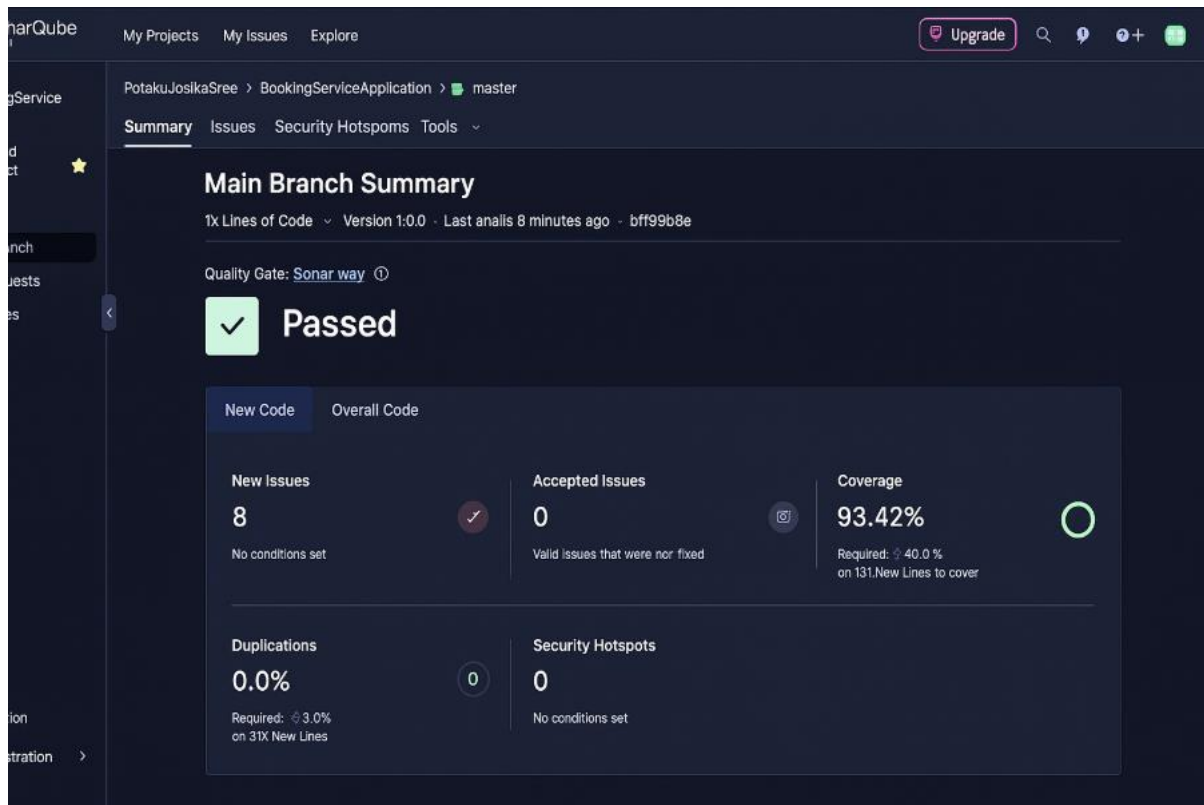 harQube
My Projects My Issues Explore
Upgrade
gService
PotakuJosikaSree > BookingServiceApplication > master
Summary Issues Security Hotspoms Tools
d
ct
Main Branch Summary
1x Lines of Code Version 1:0.0 · Last analis 8 minutes ago - bff99b8e
anch
uests
es
Quality Gate: Sonar way
Passed
New Code Overall Code
New Issues
8
No conditions set
Accepted Issues
0
Valid issues that were nor fixed
Coverage
93.42%
Required: 40.0 %
on 131.New Lines to cover
Duplications
0.0%
0
Required: 3.0%
on 31X New Lines
Security Hotspots
0
No conditions set
ion
stration >